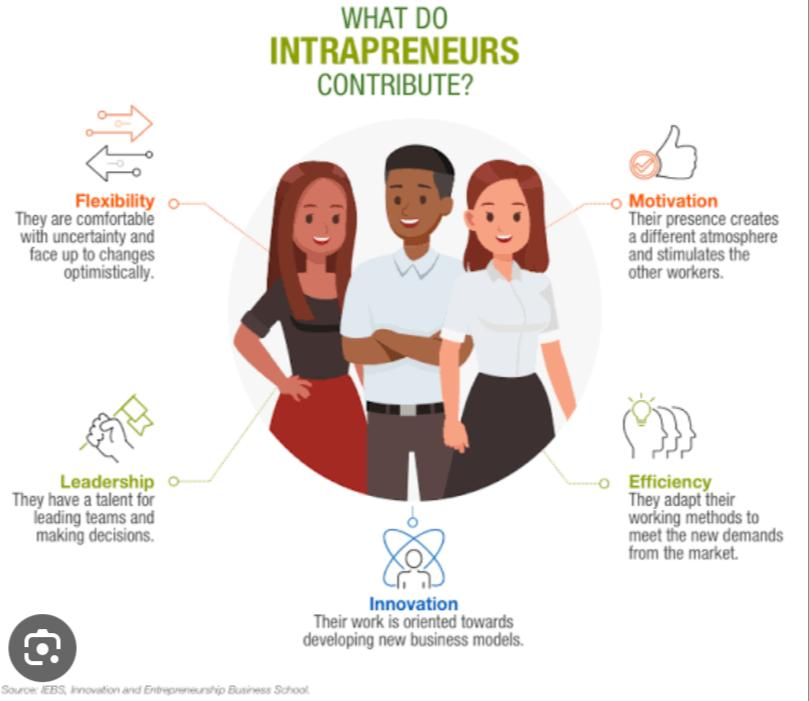 WHAT DO
INTRAPRENEURS
CONTRIBUTE?
Flexibility
They are comfortable
with uncertainty and
face up to changes
optimistically.
Motivation
Their presence creates
a different atmosphere
and stimulates the
other workers.
Leadership
They have a talent for
leading teams and
making decisions.
Efficiency
They adapt their
working methods to
meet the new demands
from the market.
Innovation
Their work is oriented towards
developing new business models.
Source: IEBS, Innovation and Entrepreneurship Business School.